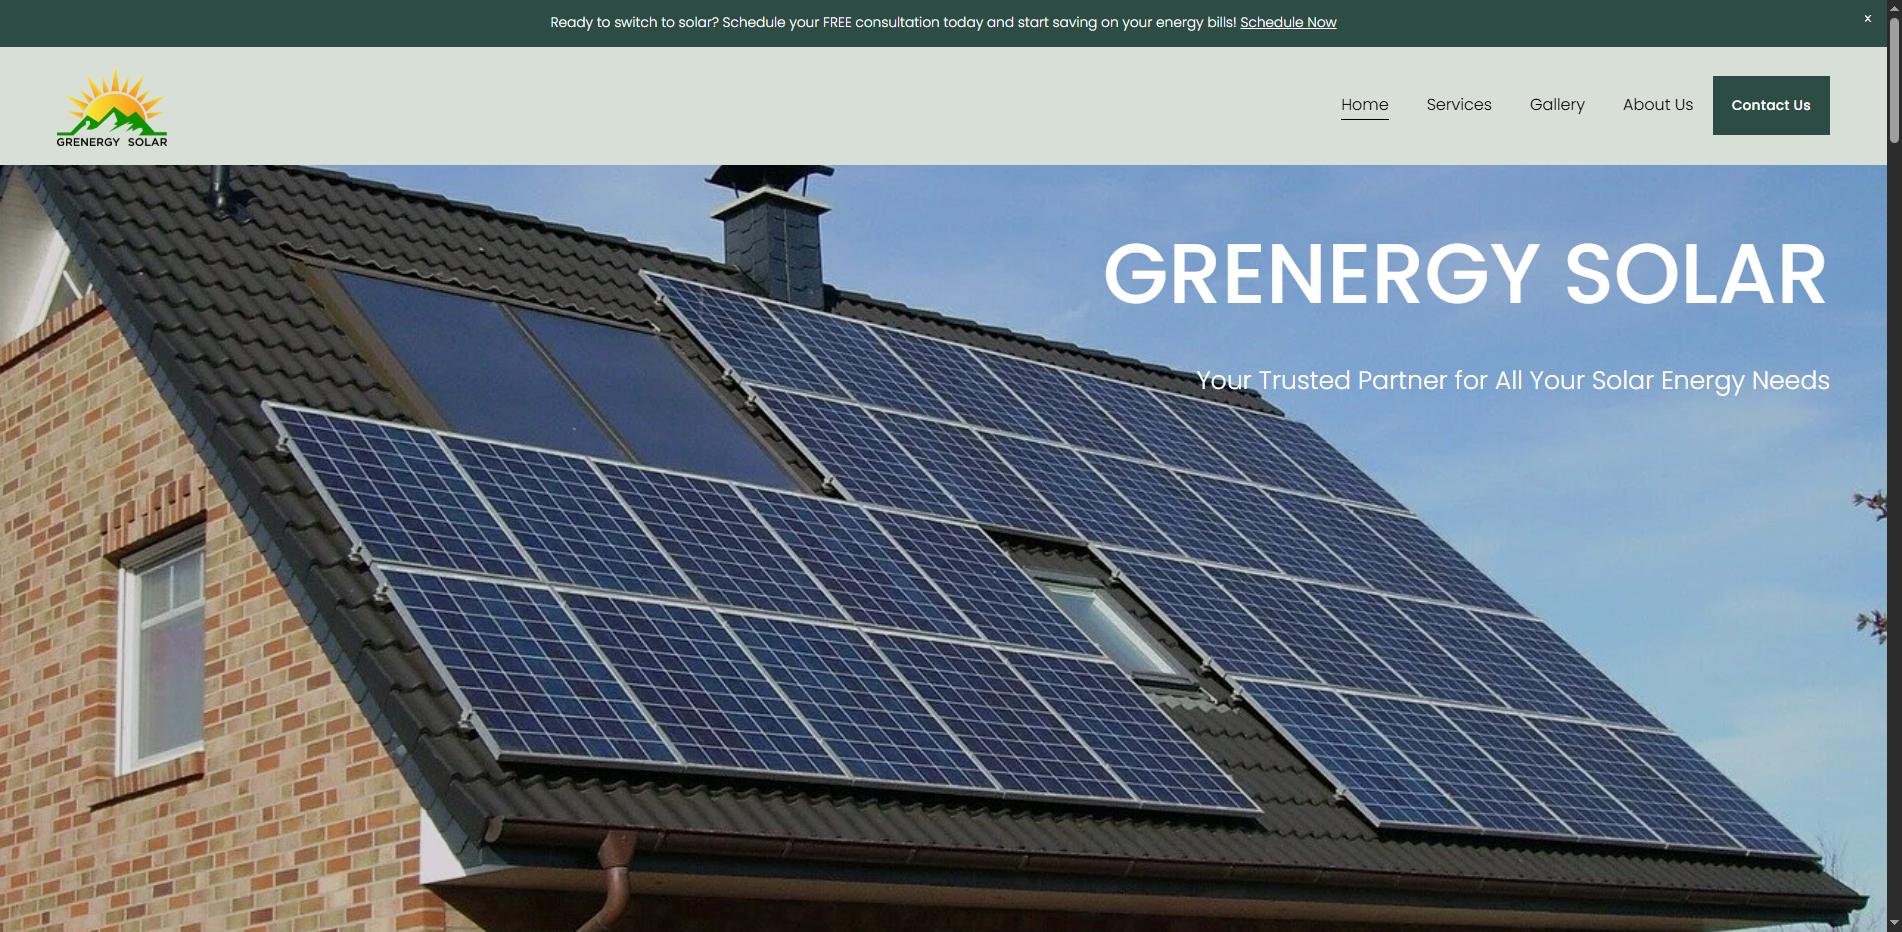 Ready to switch to solar? Schedule your FREE consultation today and start saving on your energy bills! Schedule Now
x
GRENERGY SOLAR
Home Services Gallery About Us Contact Us
GRENERGY SOLAR
Your Trusted Partner for All Your Solar Energy Needs